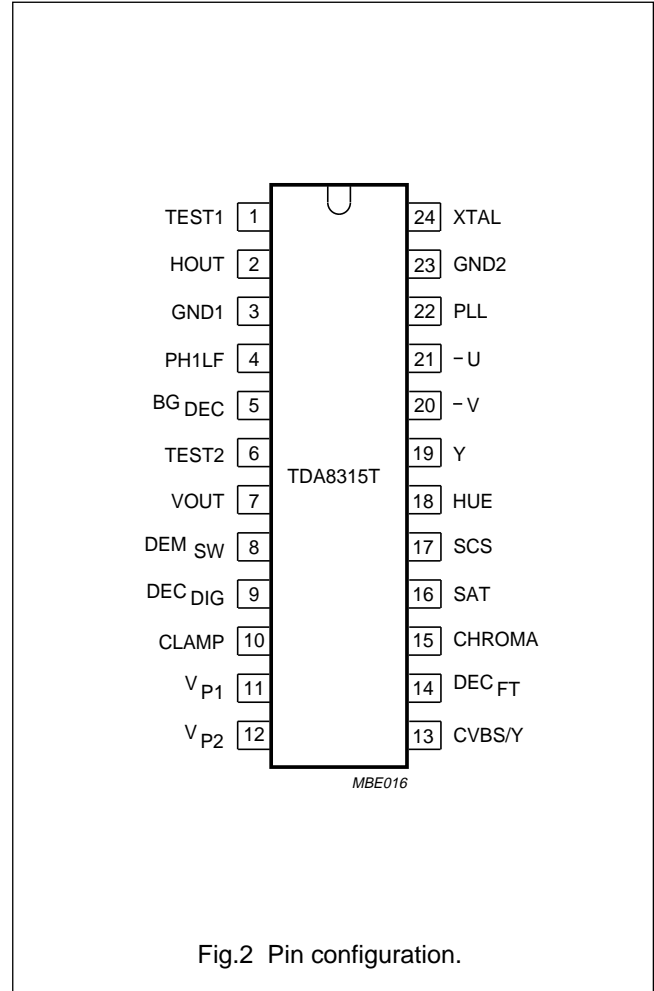 TEST1 1 24 XTAL
HOUT 2 23 GND2
GND1 3 22 PLL
PH1LF 4 21 −U
BG DEC 5 20 −V
TEST2 6 19 Y
TDA8315T
VOUT 7 18 HUE
DEM SW 8 17 SCS
DEC DIG 9 16 SAT
CLAMP 10 15 CHROMA
V P1 11 14 DEC FT
V P2 12 13 CVBS/Y
MBE016
Fig.2 Pin configuration.